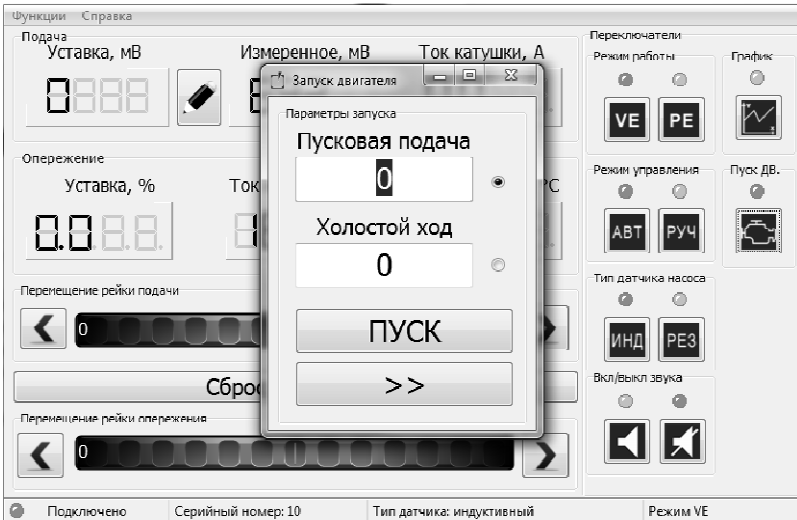 Функции Справка
Подача
Уставка, мВ
Измеренное, мВ
Ток катушки, А
0
Опережение
Уставка, %
Ток
°C
0.0
Перемещение рейки подачи
0
Сброс
Перемещение рейки опережения
0
Запуск двигателя
Параметры запуска
Пусковая подача
0
Холостой ход
0
ПУСК
>>
Переключатели
Режим работы
VE PE
График
Режим управления
АВТ РУЧ
Пуск ДВ.
Тип датчика насоса
ИНД РЕЗ
Вкл/выкл звука
Подключено
Серийный номер: 10
Тип датчика: индуктивный
Режим VE